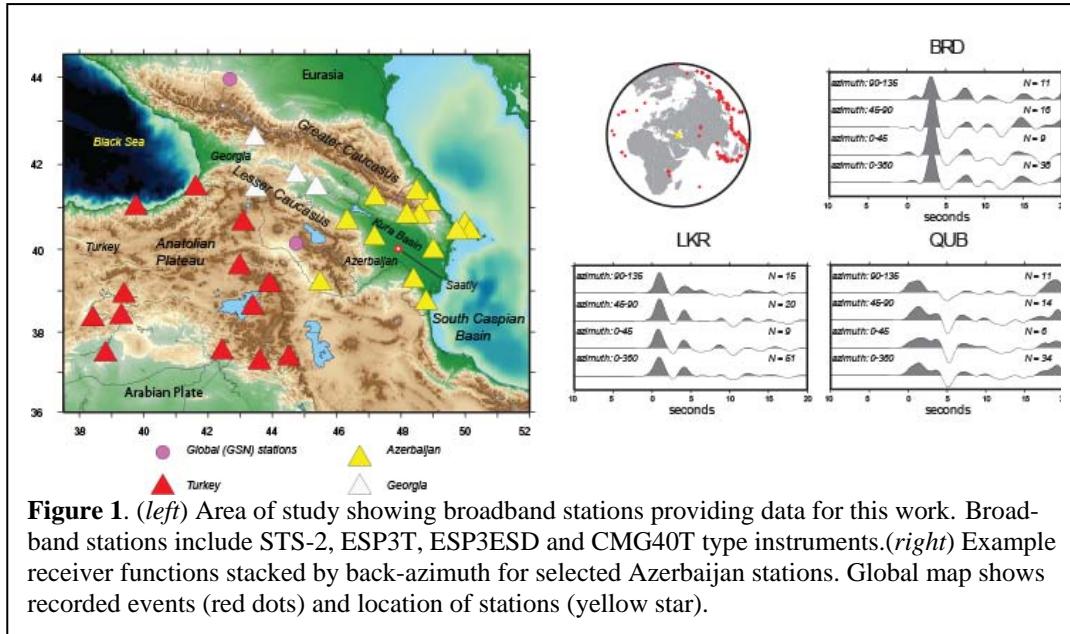 44
42
40
38
36
38
40
42
44
46
48
50
52
Eurasia
Black Sea
Greater Caucasus
Georgia
Lesser Caucasus
Turkey
Anatolian
Plateau
Kura Basin
Azerbaijan
Saatly
South Caspian
Basin
Arabian Plate
Global (GSN) stations
Azerbaijan
Turkey
Georgia
BRD
azimuth: 90-135 N = 11
azimuth: 45-90 N = 16
azimuth: 0-45 N = 9
azimuth: 0-360 N = 36
10 0 5 10 15 20
seconds
LKR
azimuth: 90-135 N = 15
azimuth: 45-90 N = 20
azimuth: 0-45 N = 9
azimuth: 0-360 N = 51
10 5 0 5 10 15 20
seconds
QUB
azimuth: 90-135 N = 11
azimuth: 45-90 N = 14
azimuth: 0-45 N = 6
azimuth: 0-360 N = 34
10 5 0 5 10 15 20
seconds
Figure 1. (left) Area of study showing broadband stations providing data for this work. Broad-
band stations include STS-2, ESP3T, ESP3ESD and CMG40T type instruments.(right) Example
receiver functions stacked by back-azimuth for selected Azerbaijan stations. Global map shows
recorded events (red dots) and location of stations (yellow star).